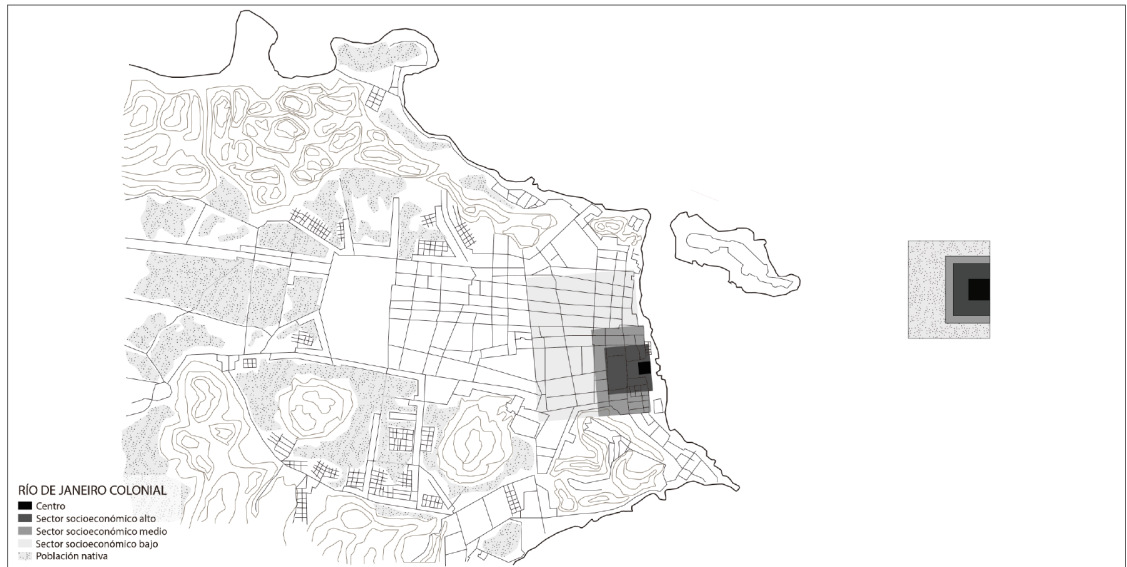 RÍO DE JANEIRO COLONIAL
Centro
Sector socioeconómico alto
Sector socioeconómico medio
Sector socioeconómico bajo
Población nativa